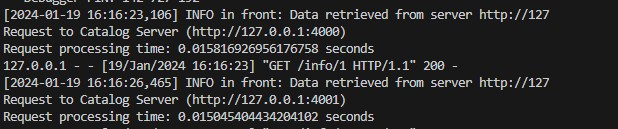 [2024-01-19 16:16:23,106] INFO in front: Data retrieved from server http://127
Request to Catalog Server (http://127.0.0.1:4000)
Request processing time: 0.015816926956176758 seconds
127.0.0.1 - - [19/Jan/2024 16:16:23] "GET /info/1 HTTP/1.1" 200 -
[2024-01-19 16:16:26,465] INFO in front: Data retrieved from server http://127
Request to Catalog Server (http://127.0.0.1:4001)
Request processing time: 0.015045404434204102 seconds